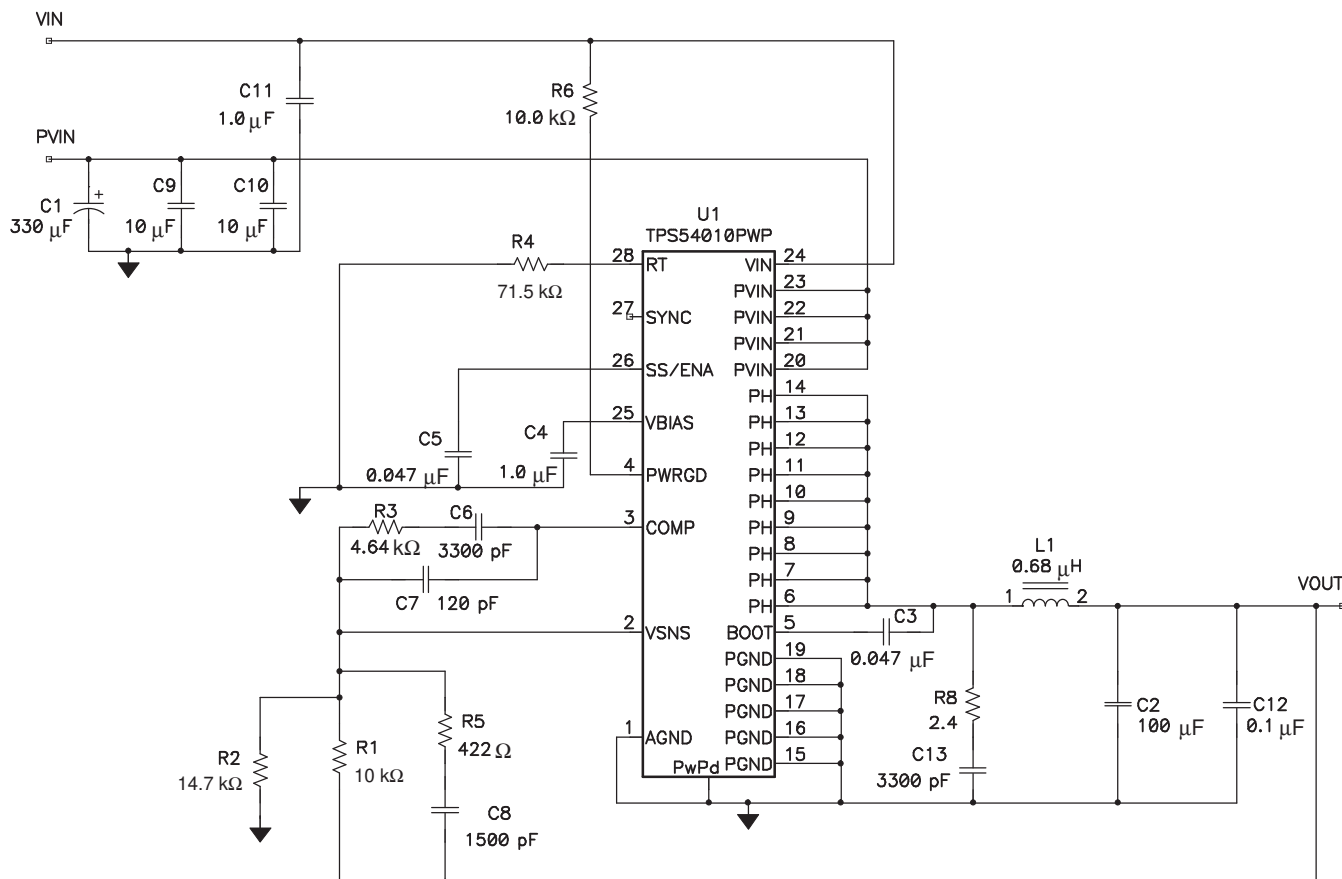 VIN
C11
1.0 μF
R6
10.0 kΩ
PVIN
C1
330 μF
+
C9
10 μF
C10
10 μF
U1
TPS54010PWP
R4
71.5 kΩ
28
RT
VIN
24
27
SYNC
PVIN
23
PVIN
22
PVIN
21
26
SS/ENA
PVIN
20
PH
14
25
VBIAS
PH
13
C5
0.047 μF
C4
1.0 μF
PH
12
4
PWRGD
PH
11
PH
10
R3
4.64 kΩ
C6
3300 pF
3
COMP
PH
9
PH
8
C7
120 pF
PH
7
L1
0.68 μH
1
2
VOUT
PH
6
2
VSNS
BOOT
5
C3
0.047 μF
PGND
19
PGND
18
R8
2.4
C2
100 μF
C12
0.1 μF
PGND
17
R5
422 Ω
1
AGND
PGND
16
R2
14.7 kΩ
R1
10 kΩ
PwPd
PGND
15
C13
3300 pF
C8
1500 pF